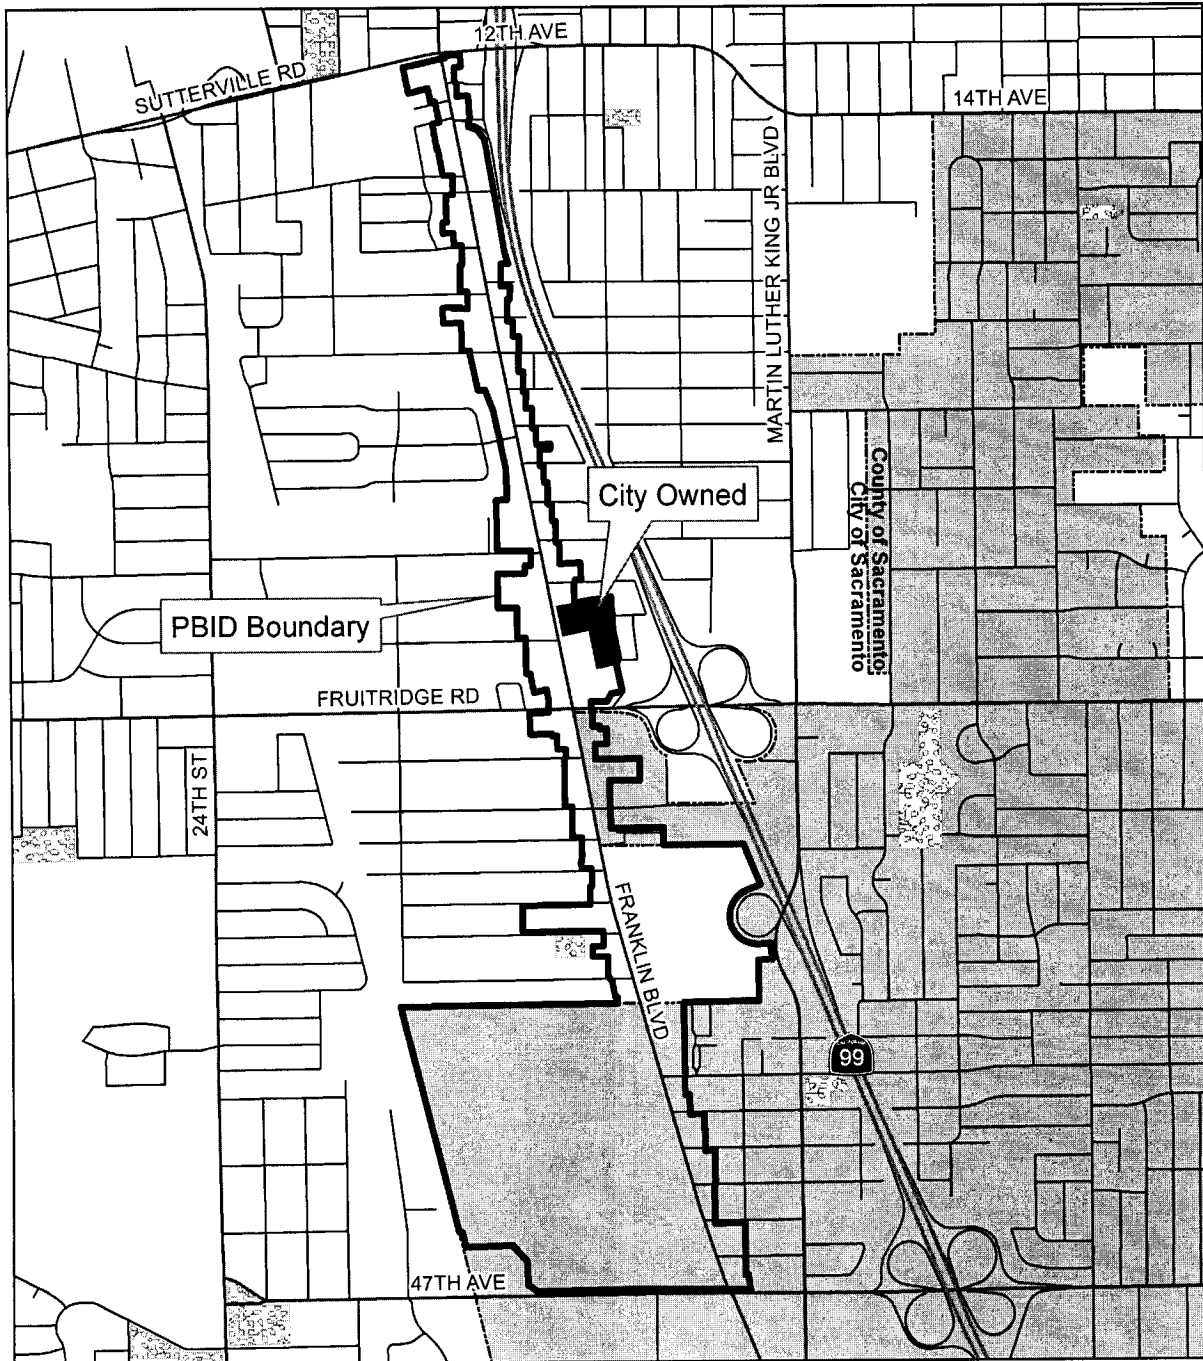 12TH AVE
SUTTERVILLE RD
14TH AVE
MARTIN LUTHER KING JR BLVD
City Owned
County of Sacramento
City of Sacramento
PBID Boundary
FRUITRIDGE RD
24TH ST
FRANKLIN BLVD
99
47TH AVE